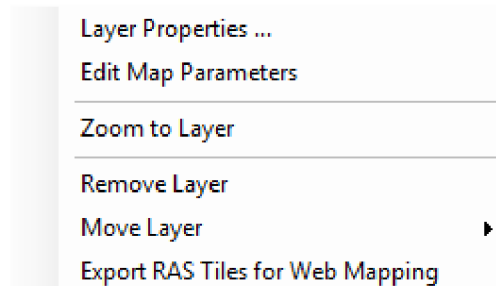 Layer Properties ...
Edit Map Parameters
Zoom to Layer
Remove Layer
Move Layer
Export RAS Tiles for Web Mapping